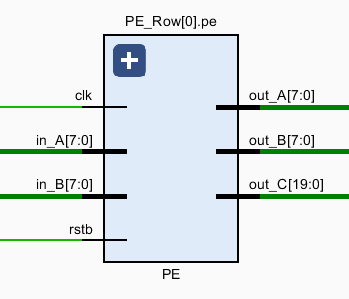 PE_Row[0].pe
clk
out_A[7:0]
in_A[7:0]
out_B[7:0]
in_B[7:0]
out_C[19:0]
rstb
PE